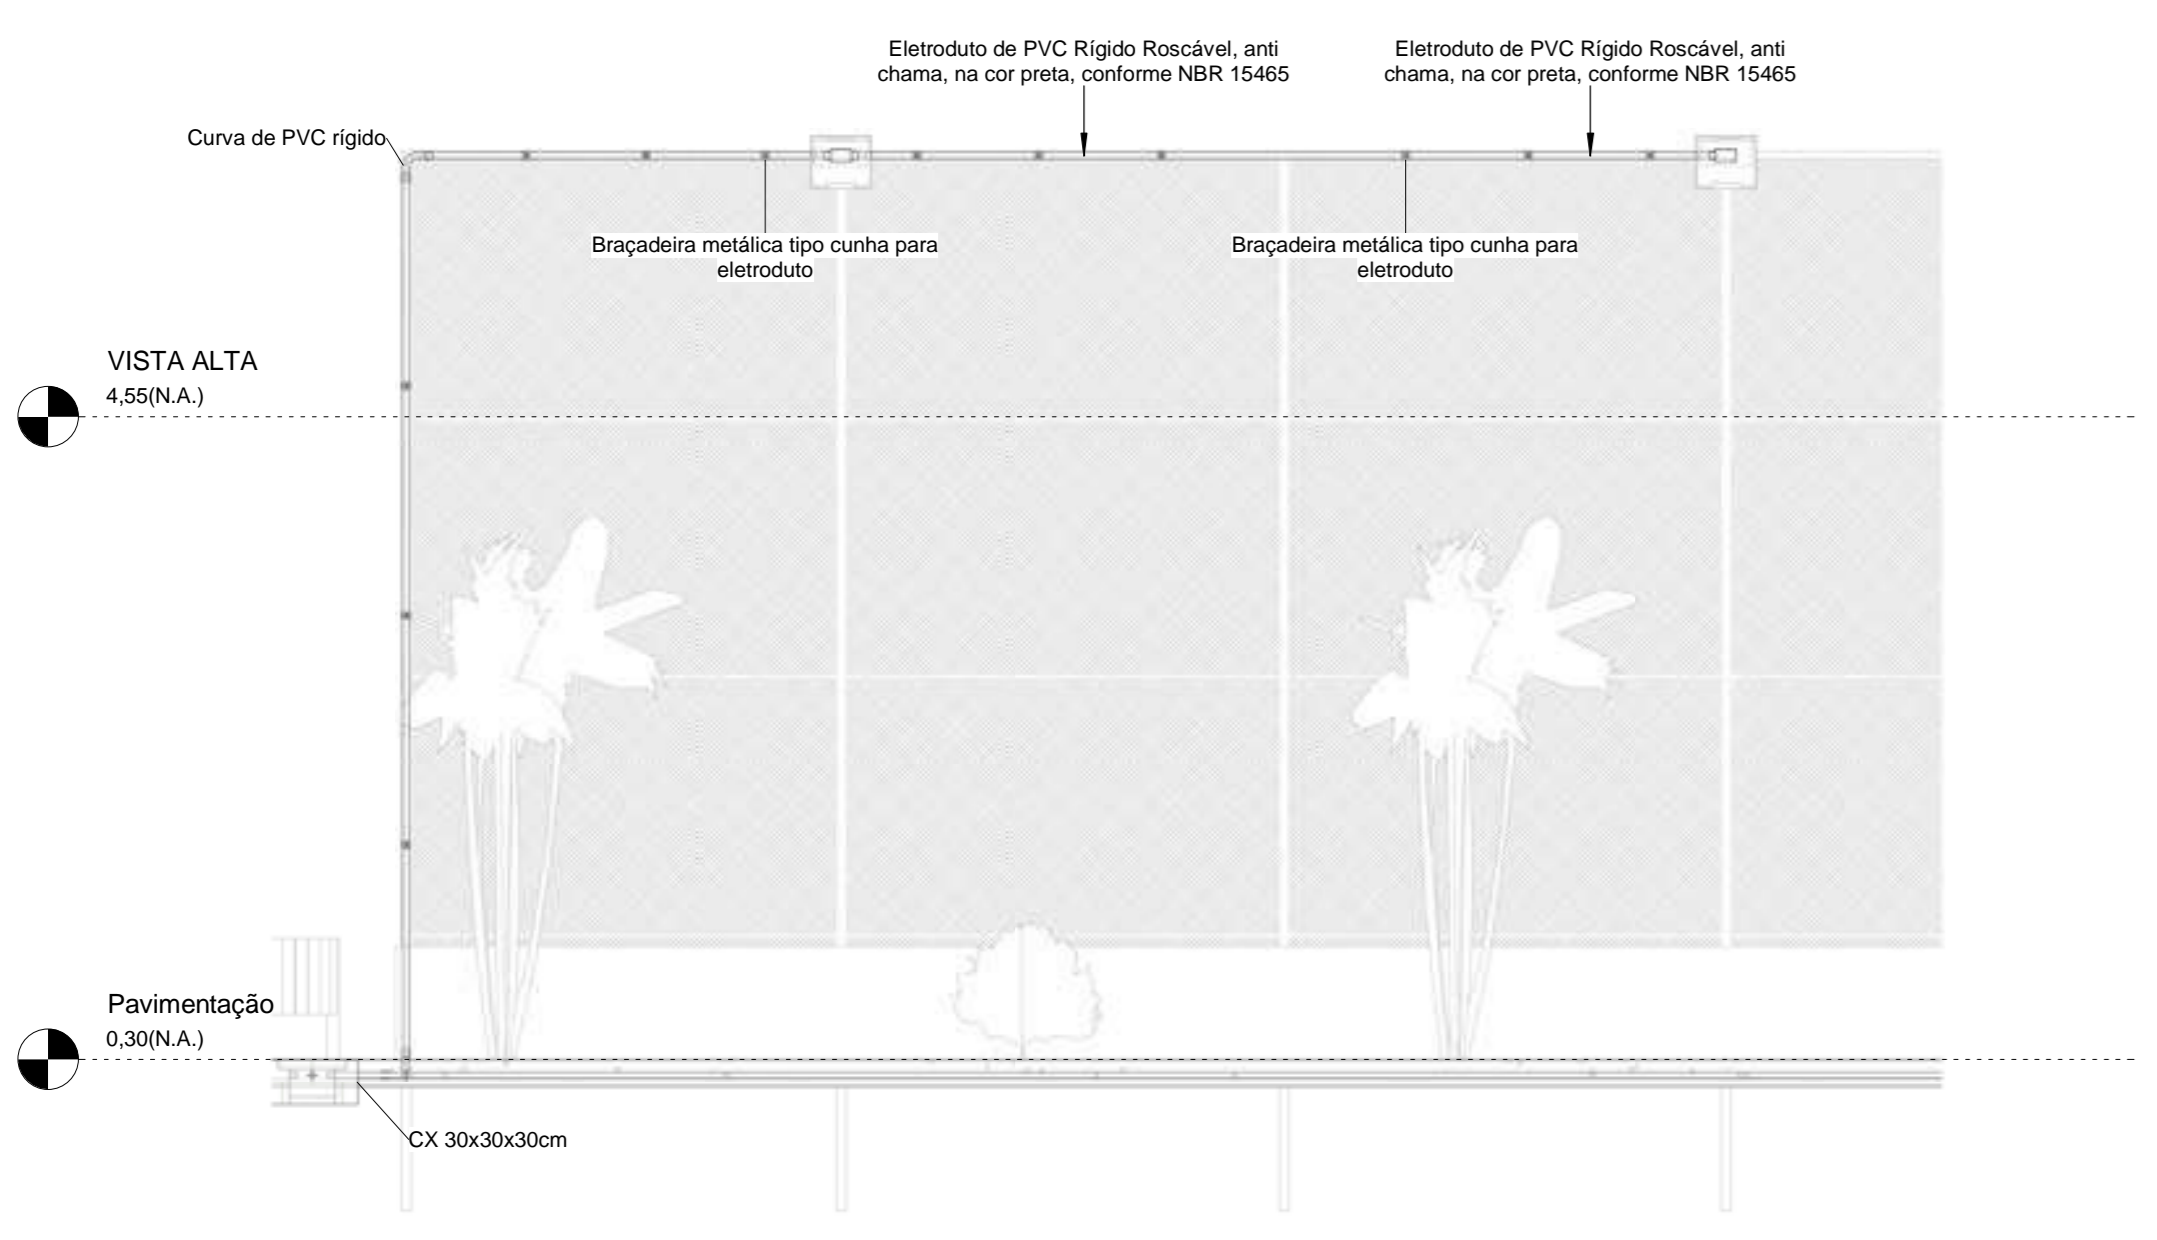 Eletroduto de PVC Rígido Roscável, anti
chama, na cor preta, conforme NBR 15465
Eletroduto de PVC Rígido Roscável, anti
chama, na cor preta, conforme NBR 15465
Curva de PVC rígido
Braçadeira metálica tipo cunha para
eletroduto
Braçadeira metálica tipo cunha para
eletroduto
VISTA ALTA
4,55(N.A.)
Pavimentação
0,30(N.A.)
CX 30x30x30cm